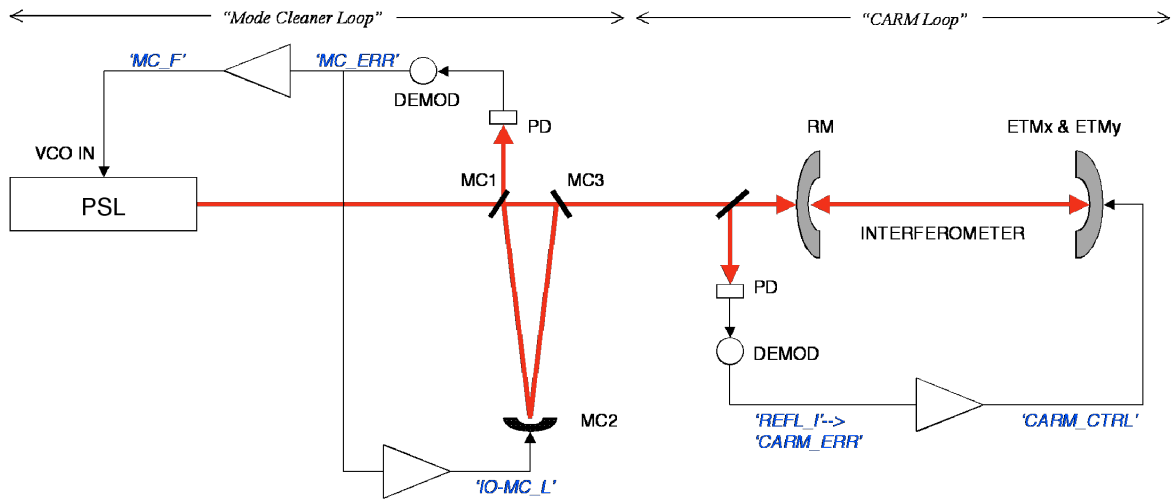 “Mode Cleaner Loop”
“CARM Loop”
‘MC_F’
‘MC_ERR’
DEMOD
PD
RM
ETMx & ETMy
VCO IN
MC1
MC3
PSL
INTERFEROMETER
PD
DEMOD
MC2
‘REFL_I’-->
‘CARM_ERR’
‘CARM_CTRL’
‘IO-MC_L’